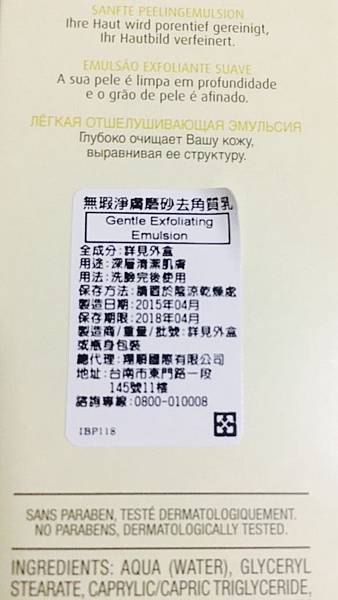 SANFTE PEELINGEMULSION
Ihre Haut wird porentief gereinigt,
Ihr Hautbild verfeinert.
EMULSÃO EXFOLIANTE SUAVE
A sua pele é limpa em profundidade
e o grão de pele é afinado.
ЛЁГКАЯ ОТШЕЛУШИВАЮЩАЯ ЭМУЛЬСИЯ
Глубоко очищает Вашу кожу,
выравнивая ее структуру.
無瑕淨膚磨砂去角質乳
Gentle Exfoliating
Emulsion
全成分:詳見外盒
用途:深層清潔肌膚
用法:洗臉完後使用
保存方法:請置於陰涼乾燥處
製造日期:2015年04月
保存期限:2018年04月
製造商/重量/批號:詳見外盒
或瓶身包裝
總代理:翔順國際有限公司
地址:台南市東門路一段
145號11樓
諮詢專線:0800-010008
IBP118
SANS PARABEN, TESTÉ DERMATOLOGIQUEMENT.
NO PARABENS, DERMATOLOGICALLY TESTED.
INGREDIENTS: AQUA (WATER), GLYCERYL
STEARATE, CAPRYLIC/CAPRIC TRIGLYCERIDE,